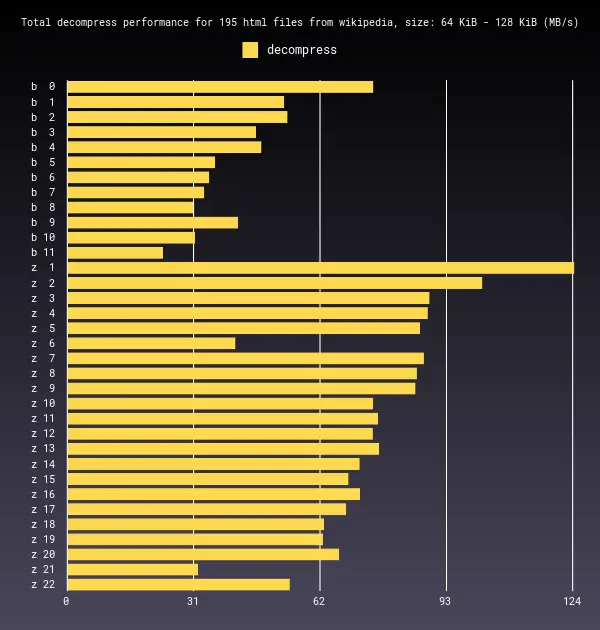 Total decompress performance for 195 html files from wikipedia, size: 64 KiB - 128 KiB (MB/s)
decompress
b 0
b 1
b 2
b 3
b 4
b 5
b 6
b 7
b 8
b 9
b 10
b 11
z 1
z 2
z 3
z 4
z 5
z 6
z 7
z 8
z 9
z 10
z 11
z 12
z 13
z 14
z 15
z 16
z 17
z 18
z 19
z 20
z 21
z 22
0 31 62 93 124